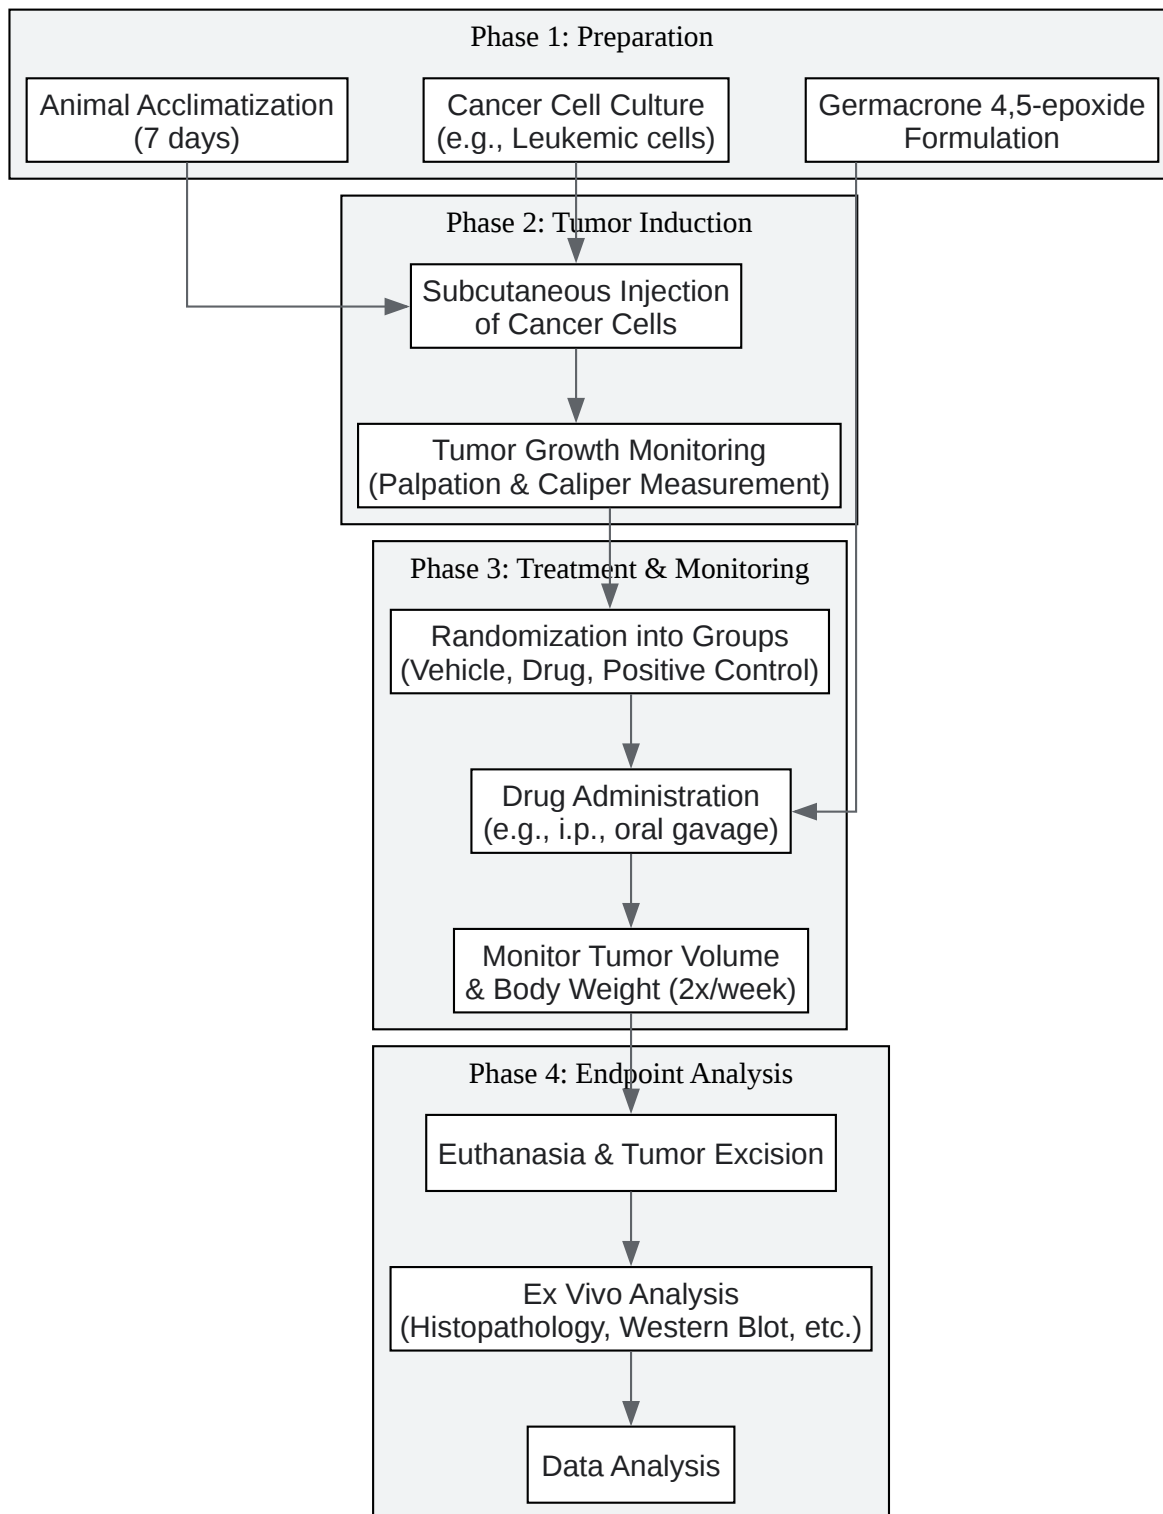 Phase 1: Preparation
Animal Acclimatization
(7 days)
Cancer Cell Culture
(e.g., Leukemic cells)
Germacrone 4,5-epoxide
Formulation
Phase 2: Tumor Induction
Subcutaneous Injection
of Cancer Cells
Tumor Growth Monitoring
(Palpation & Caliper Measurement)
Phase 3: Treatment & Monitoring
Randomization into Groups
(Vehicle, Drug, Positive Control)
Drug Administration
(e.g., i.p., oral gavage)
Monitor Tumor Volume
& Body Weight (2x/week)
Phase 4: Endpoint Analysis
Euthanasia & Tumor Excision
Ex Vivo Analysis
(Histopathology, Western Blot, etc.)
Data Analysis